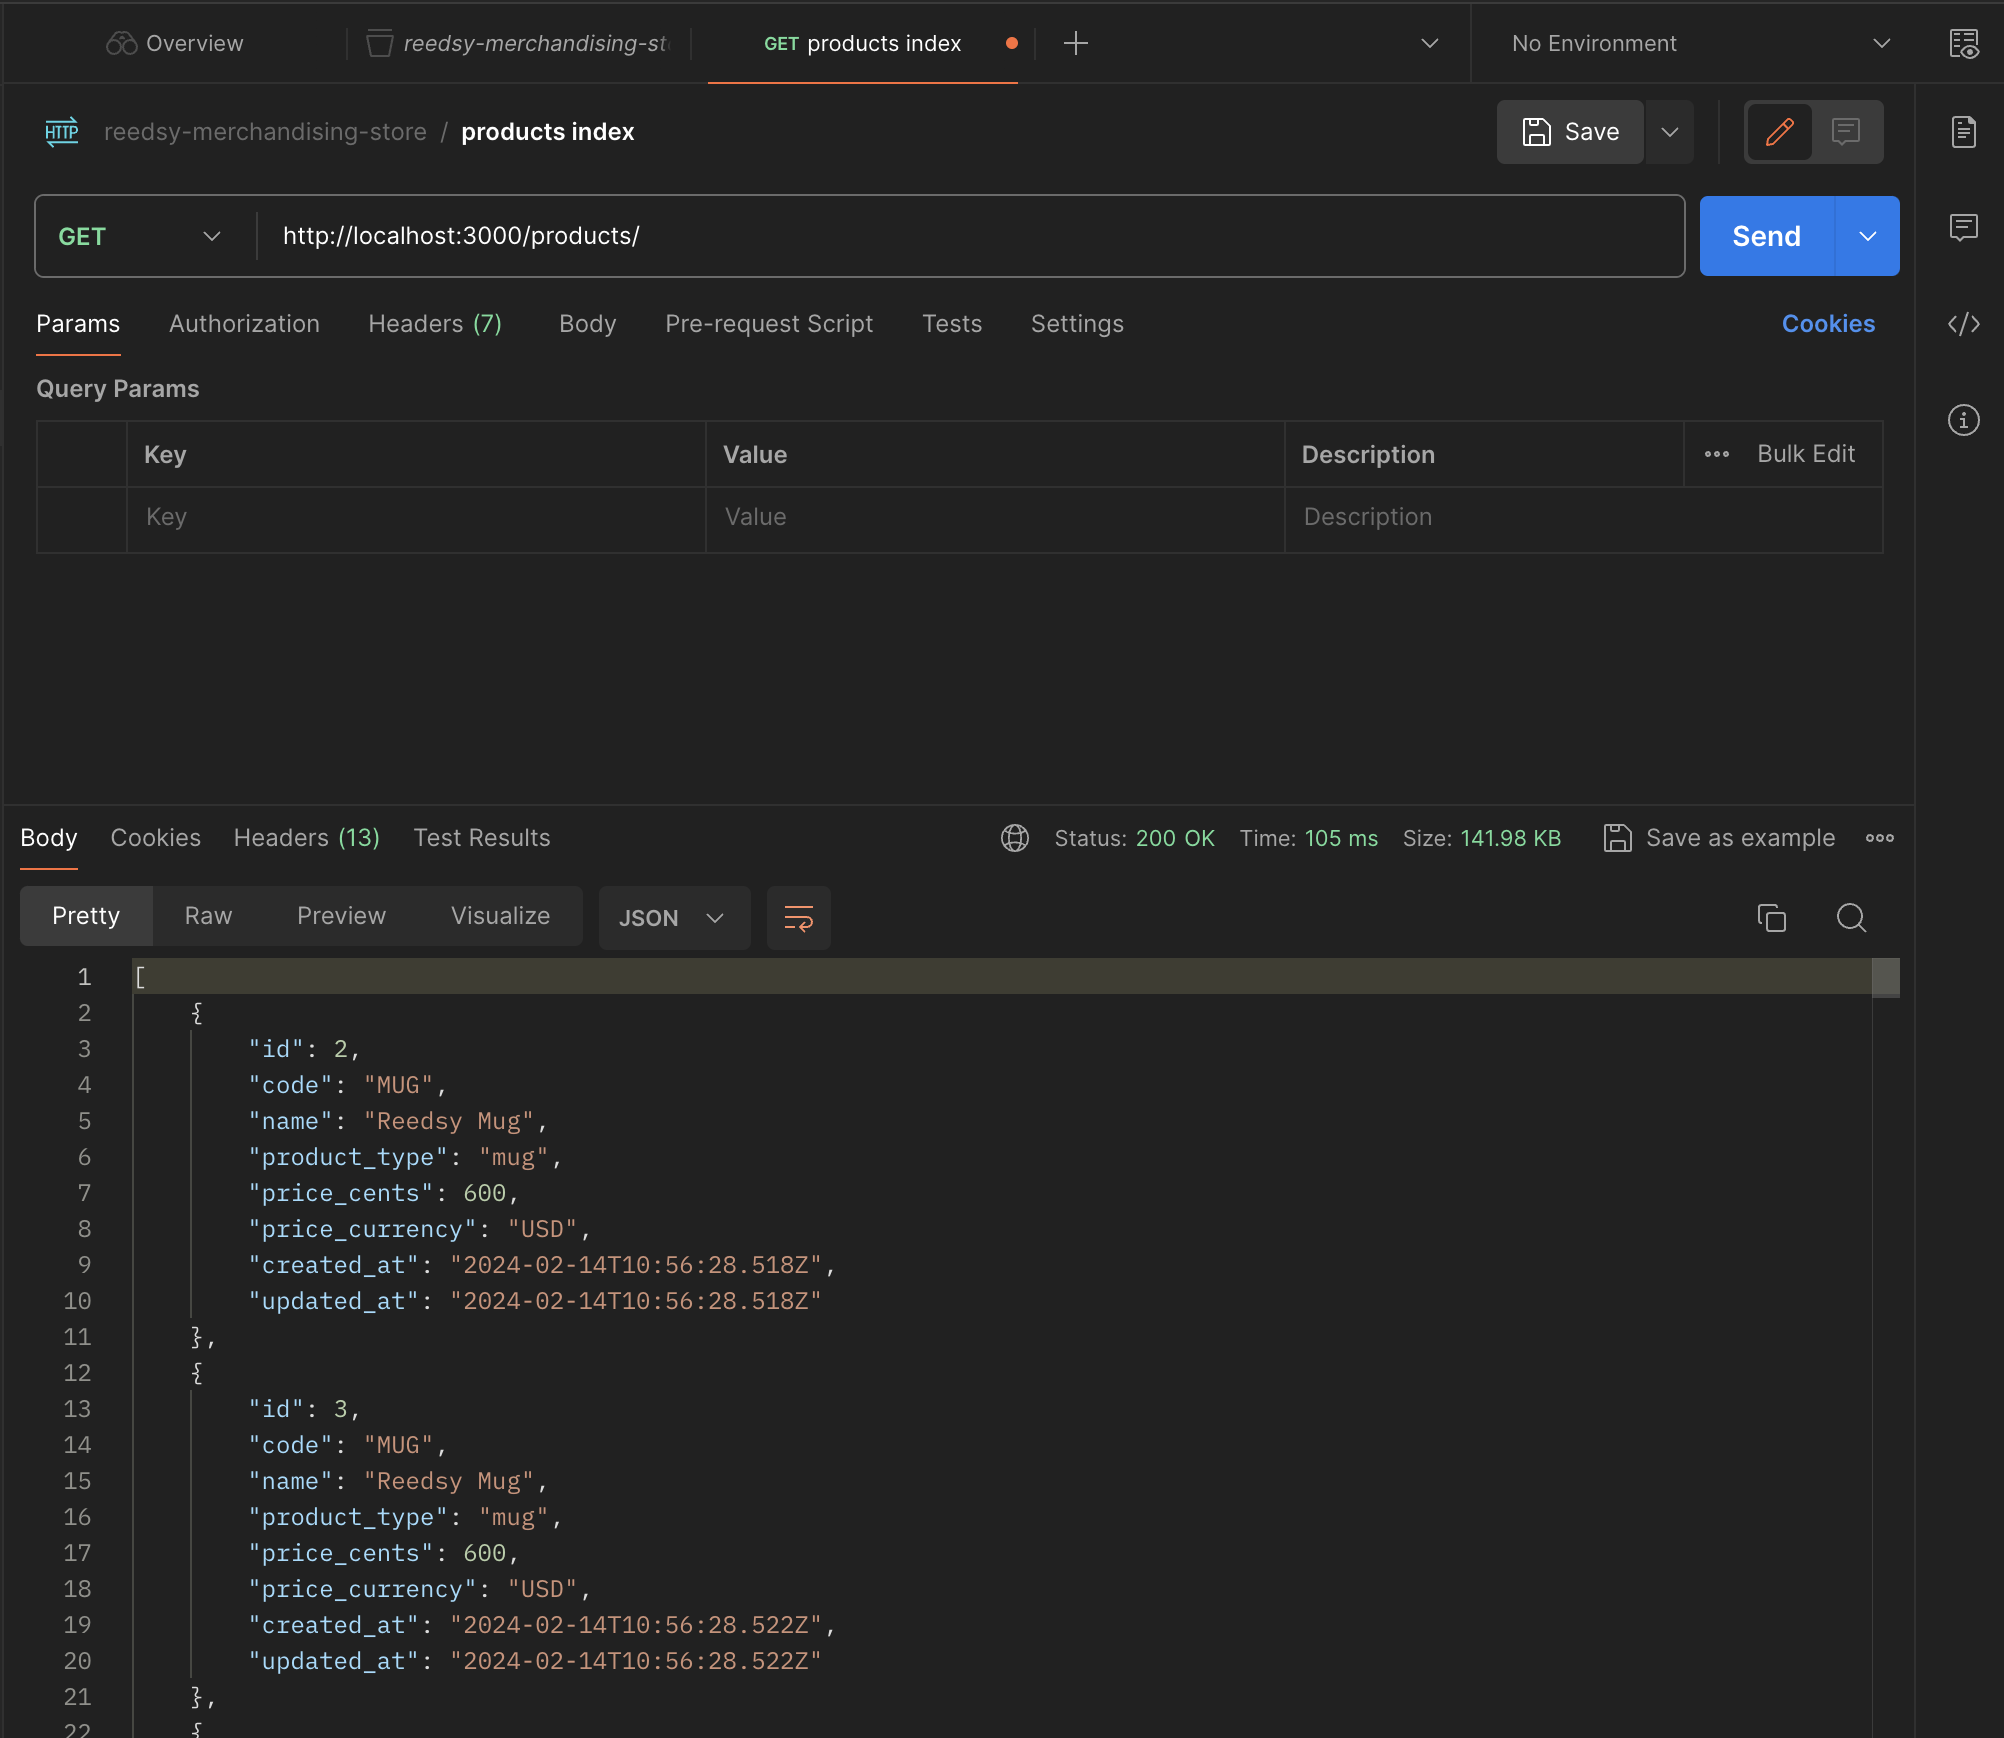 Overview
reedsy-merchandising-st
GET products index
No Environment
HTTP reedsy-merchandising-store / products index
Save
GET http://localhost:3000/products/
Send
Params Authorization Headers (7) Body Pre-request Script Tests Settings Cookies
Query Params
Key Value Description Bulk Edit
Key Value Description
Body Cookies Headers (13) Test Results Status: 200 OK Time: 105 ms Size: 141.98 KB Save as example
Pretty Raw Preview Visualize JSON
1 [
2 {
3 "id": 2,
4 "code": "MUG",
5 "name": "Reedsy Mug",
6 "product_type": "mug",
7 "price_cents": 600,
8 "price_currency": "USD",
9 "created_at": "2024-02-14T10:56:28.518Z",
10 "updated_at": "2024-02-14T10:56:28.518Z"
11 },
12 {
13 "id": 3,
14 "code": "MUG",
15 "name": "Reedsy Mug",
16 "product_type": "mug",
17 "price_cents": 600,
18 "price_currency": "USD",
19 "created_at": "2024-02-14T10:56:28.522Z",
20 "updated_at": "2024-02-14T10:56:28.522Z"
21 },
22 {